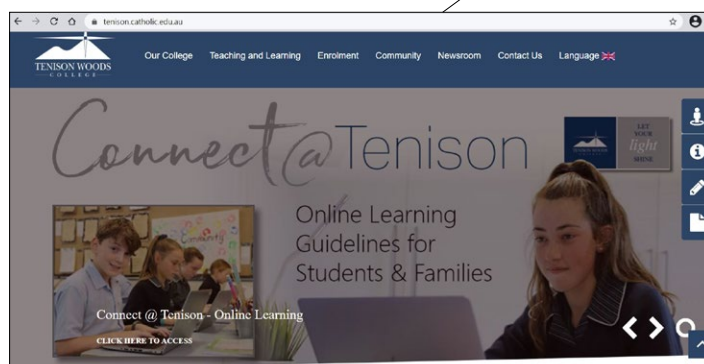 tenison.catholic.edu.au
TENISON WOODS
COLLEGE
Our College Teaching and Learning Enrolment Community Newsroom Contact Us Language
Connect@Tenison
LET
YOUR
light
SHINE
Online Learning
Guidelines for
Students & Families
Community
Connect @ Tenison - Online Learning
CLICK HERE TO ACCESS